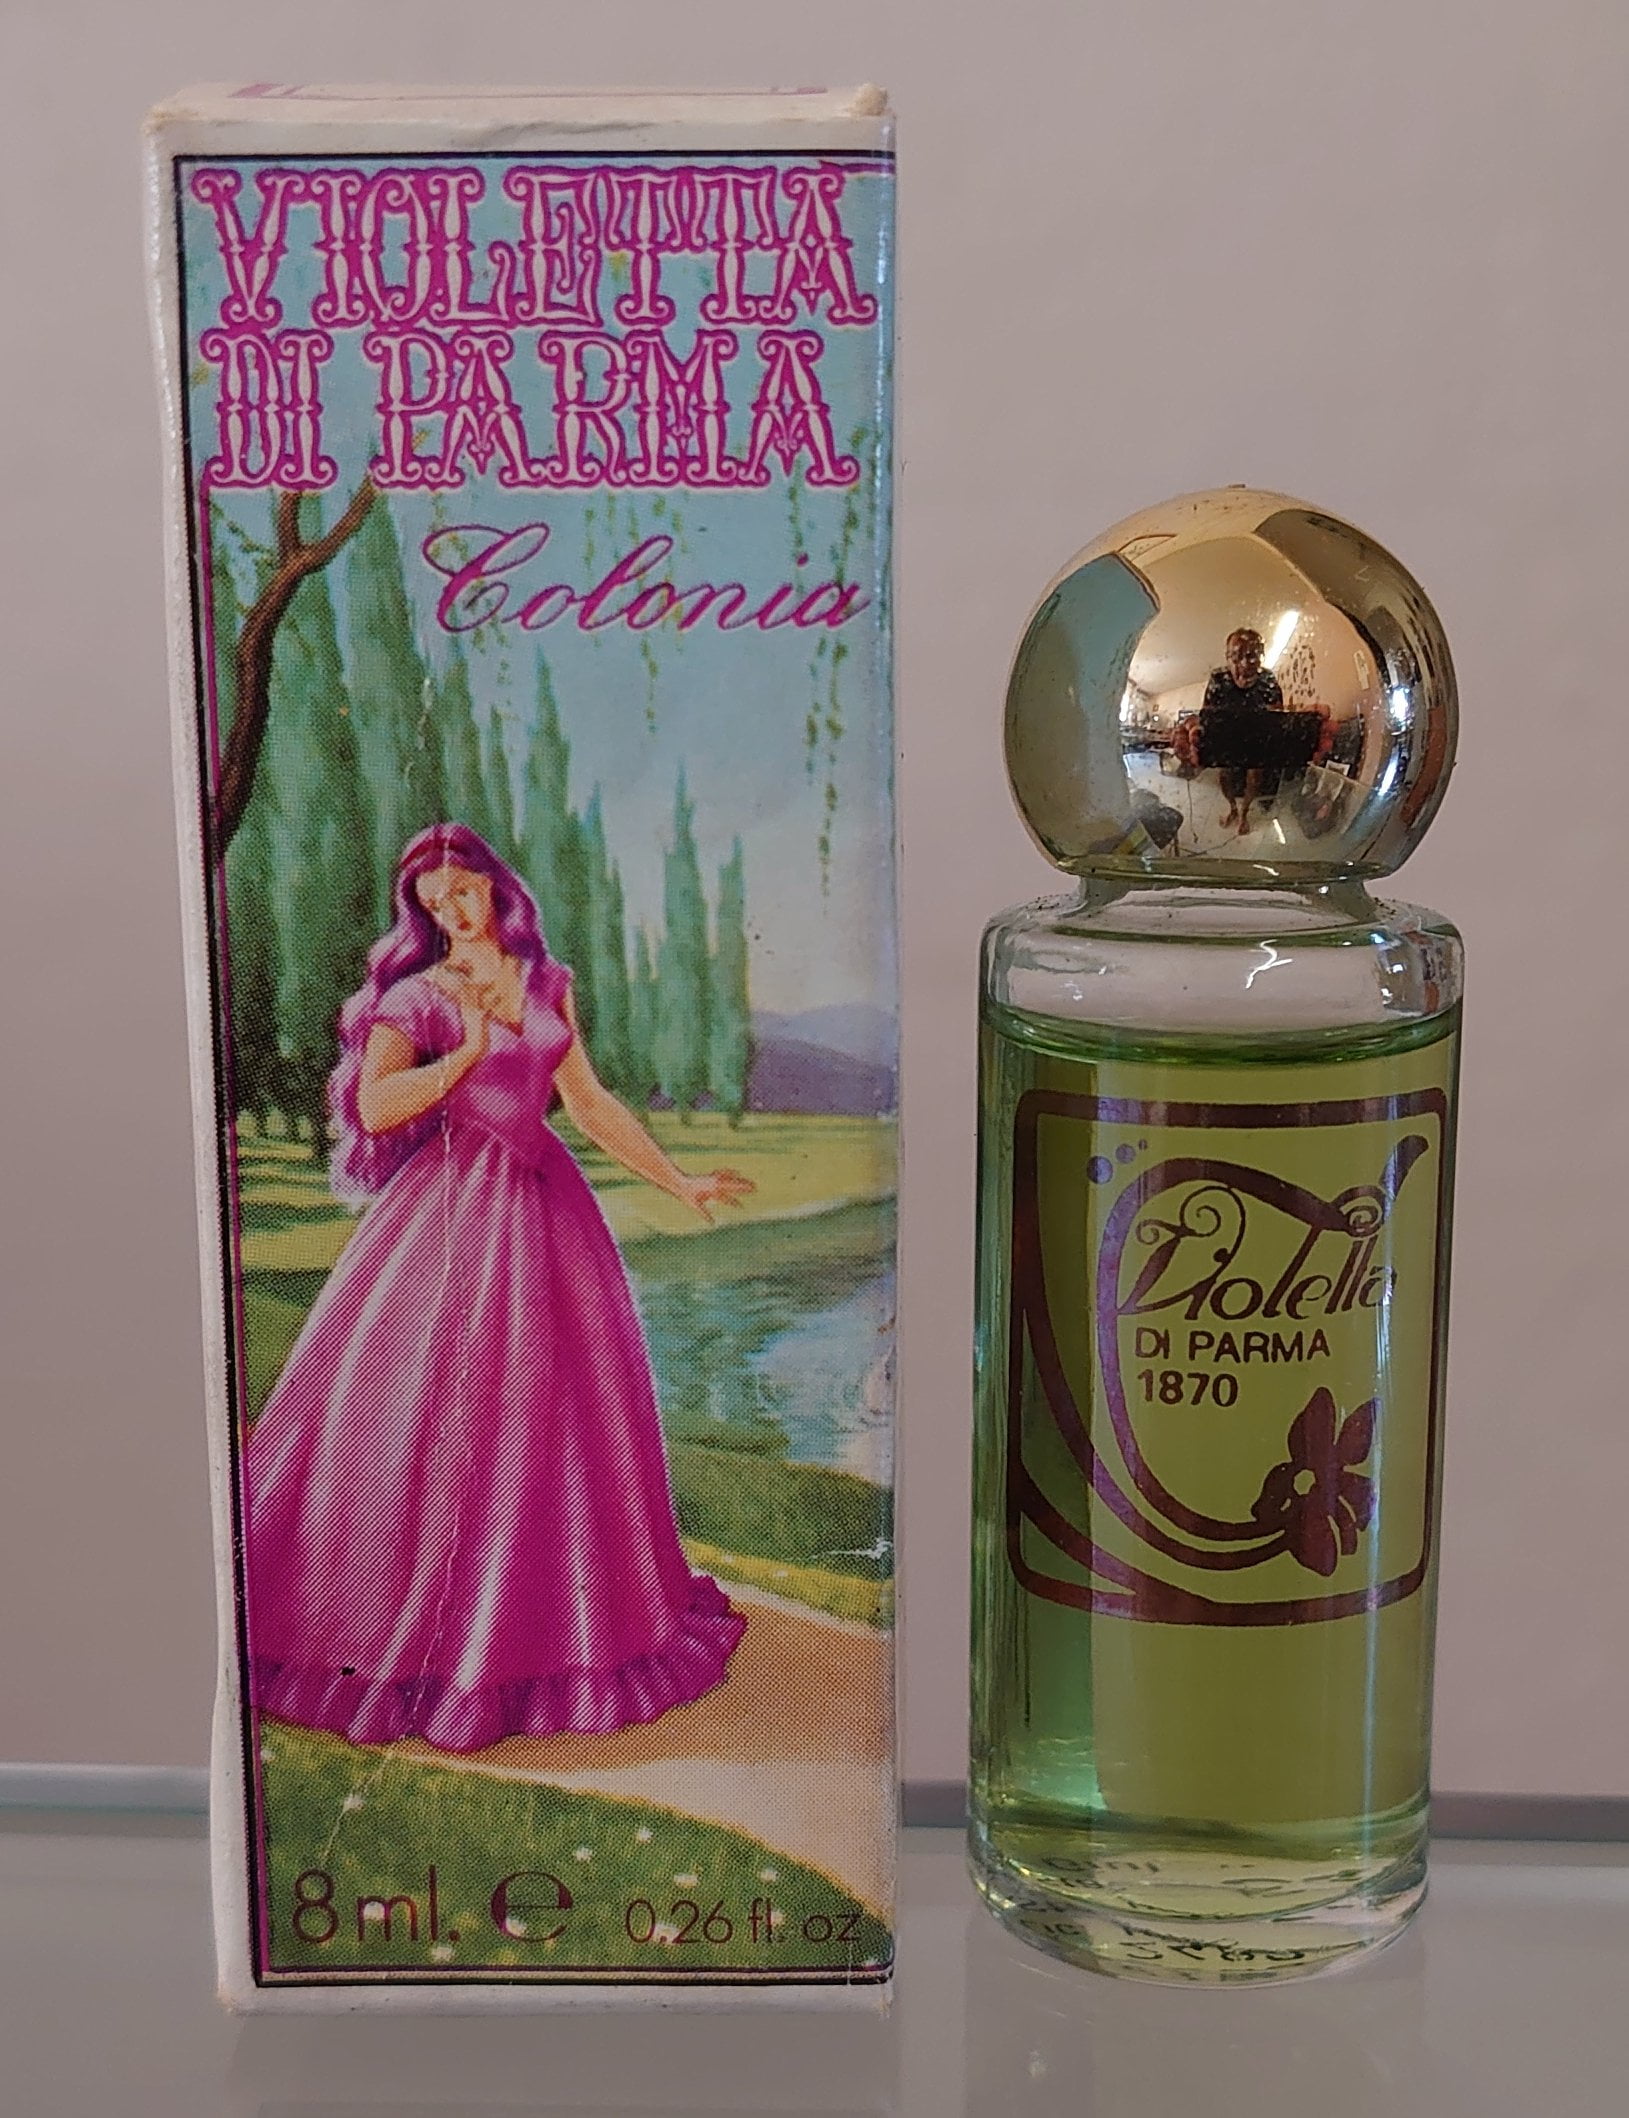 VIOLETTA
DI PARMA
Colonia
8 ml. ℮ 0.26 fl. oz
Violetta
DI PARMA
1870